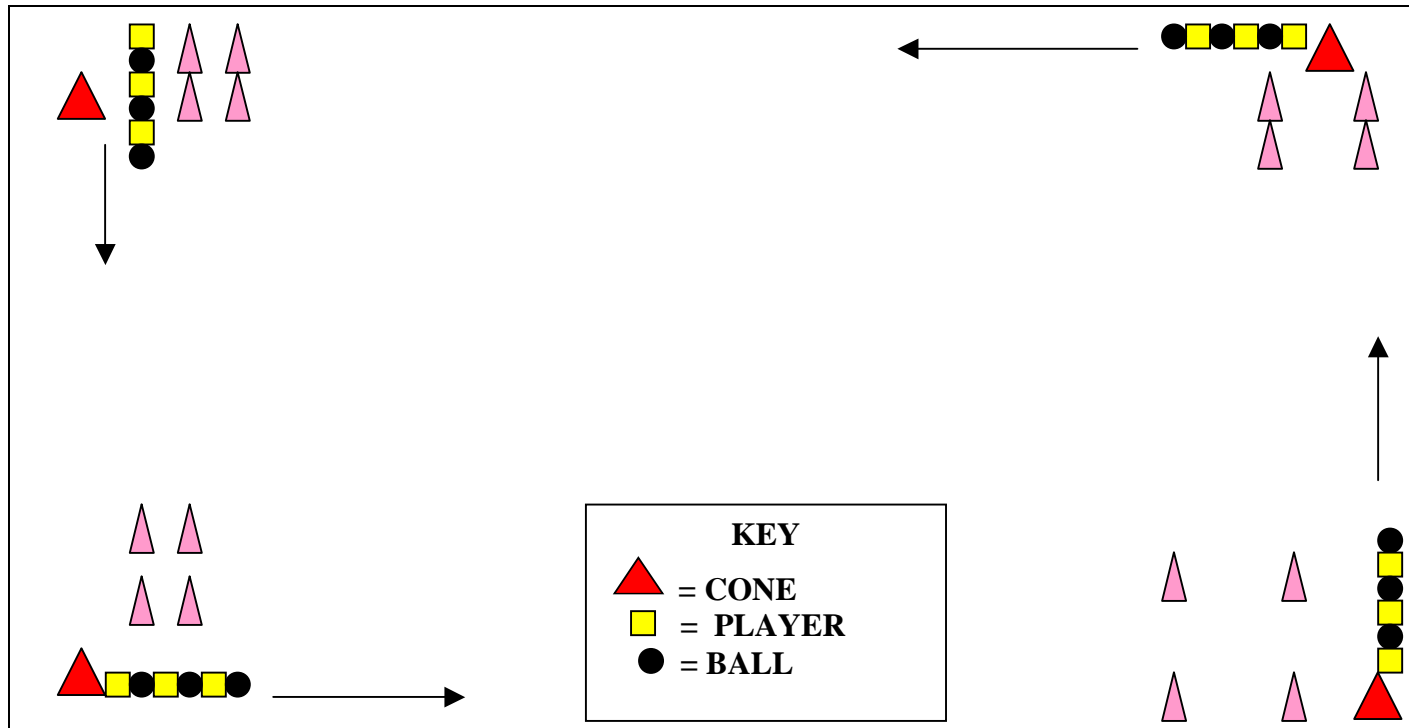 KEY
= CONE
= PLAYER
= BALL